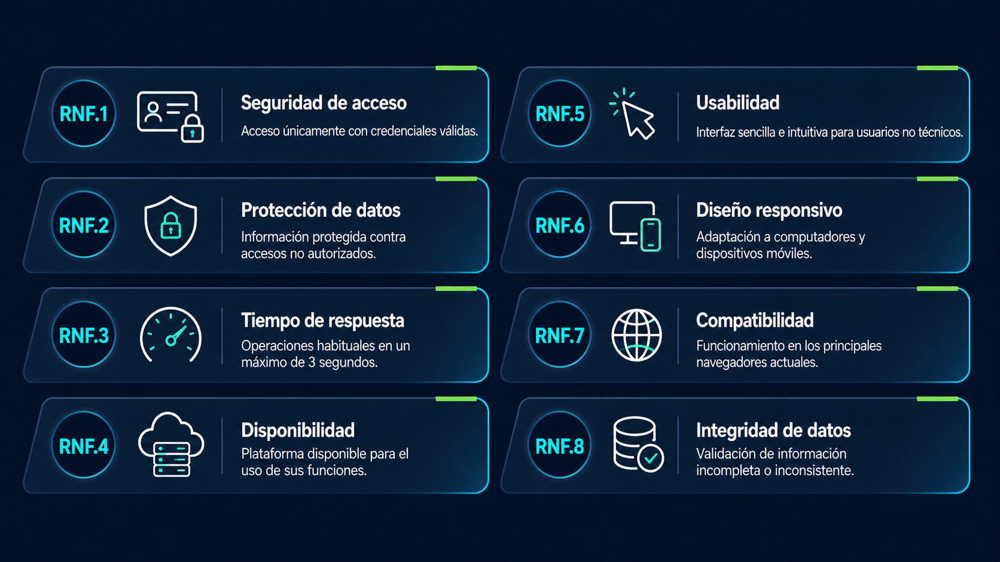 RNF.1
Seguridad de acceso
Acceso únicamente con credenciales válidas.
RNF.2
Protección de datos
Información protegida contra
accesos no autorizados.
RNF.3
Tiempo de respuesta
Operaciones habituales en un
máximo de 3 segundos.
RNF.4
Disponibilidad
Plataforma disponible para el
uso de sus funciones.
RNF.5
Usabilidad
Interfaz sencilla e intuitiva para usuarios no técnicos.
RNF.6
Diseño responsivo
Adaptación a computadores y
dispositivos móviles.
RNF.7
Compatibilidad
Funcionamiento en los principales
navegadores actuales.
RNF.8
Integridad de datos
Validación de información
incompleta o inconsistente.